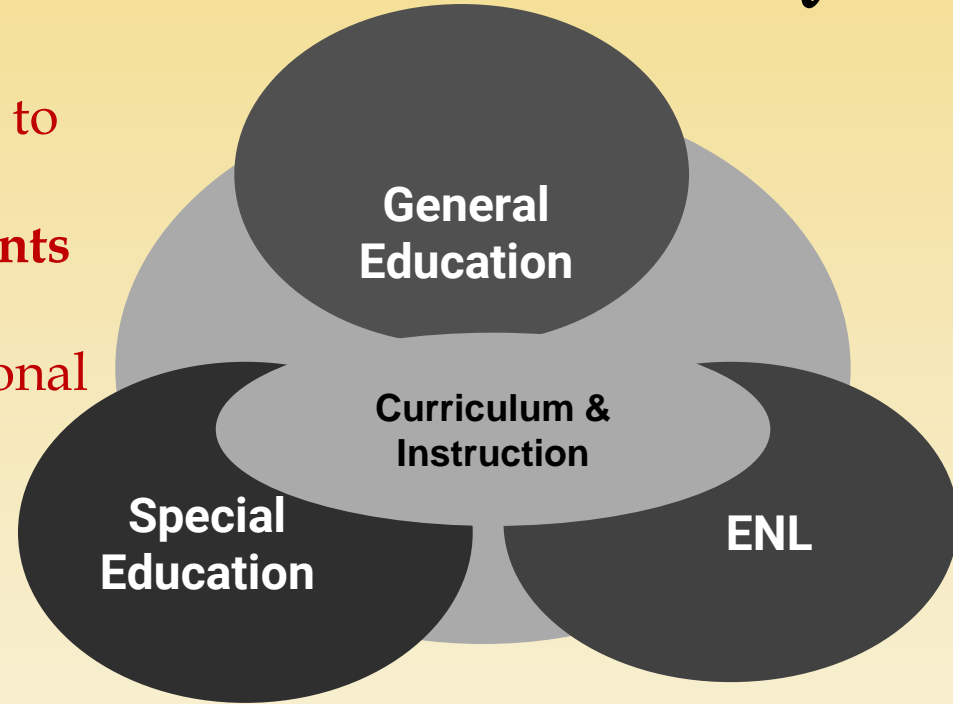 to
General
Education
nts
onal
Curriculum &
Instruction
Special
Education
ENL